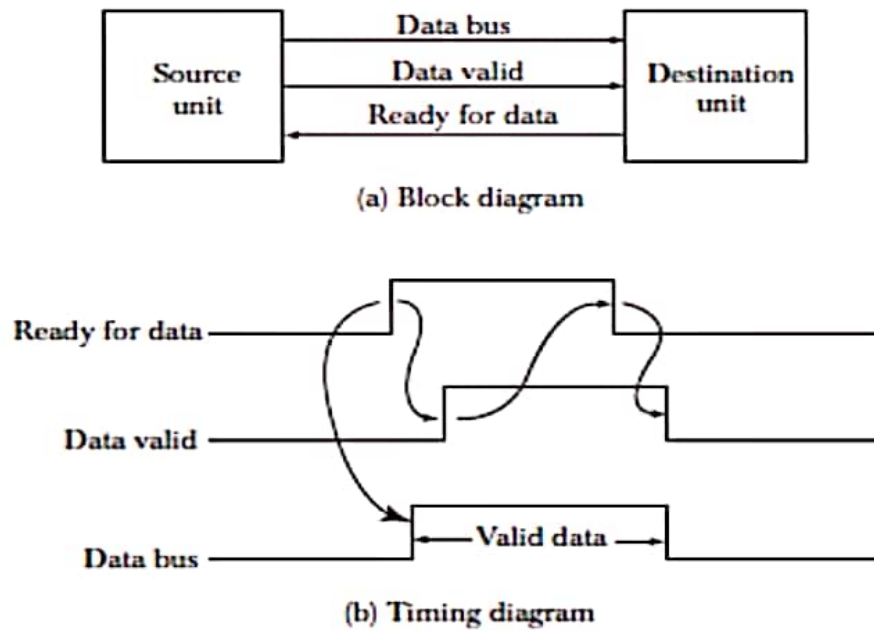 Data bus
Source unit
Data valid
Destination unit
Ready for data
(a) Block diagram
Ready for data
Data valid
Valid data
Data bus
(b) Timing diagram